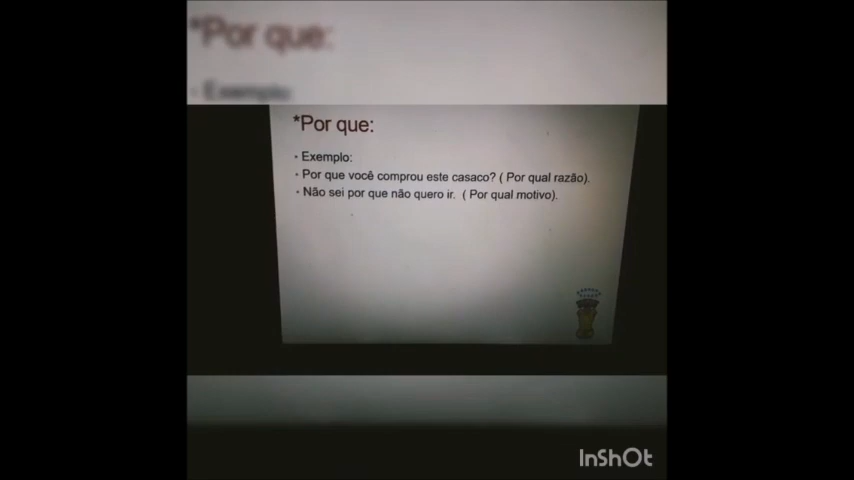 *Por que:
- Exemplo
*Por que:
• Exemplo:
• Por que você comprou este casaco? ( Por qual razão).
• Não sei por que não quero ir. ( Por qual motivo).
InShOt